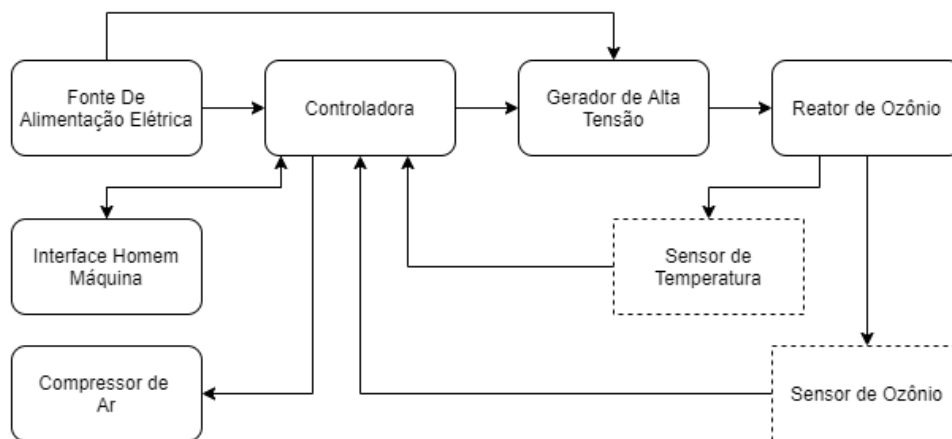 Fonte De
Alimentação Elétrica
Controladora
Gerador de Alta
Tensão
Reator de Ozônio
Interface Homem
Máquina
Sensor de
Temperatura
Compressor de
Ar
Sensor de Ozônio